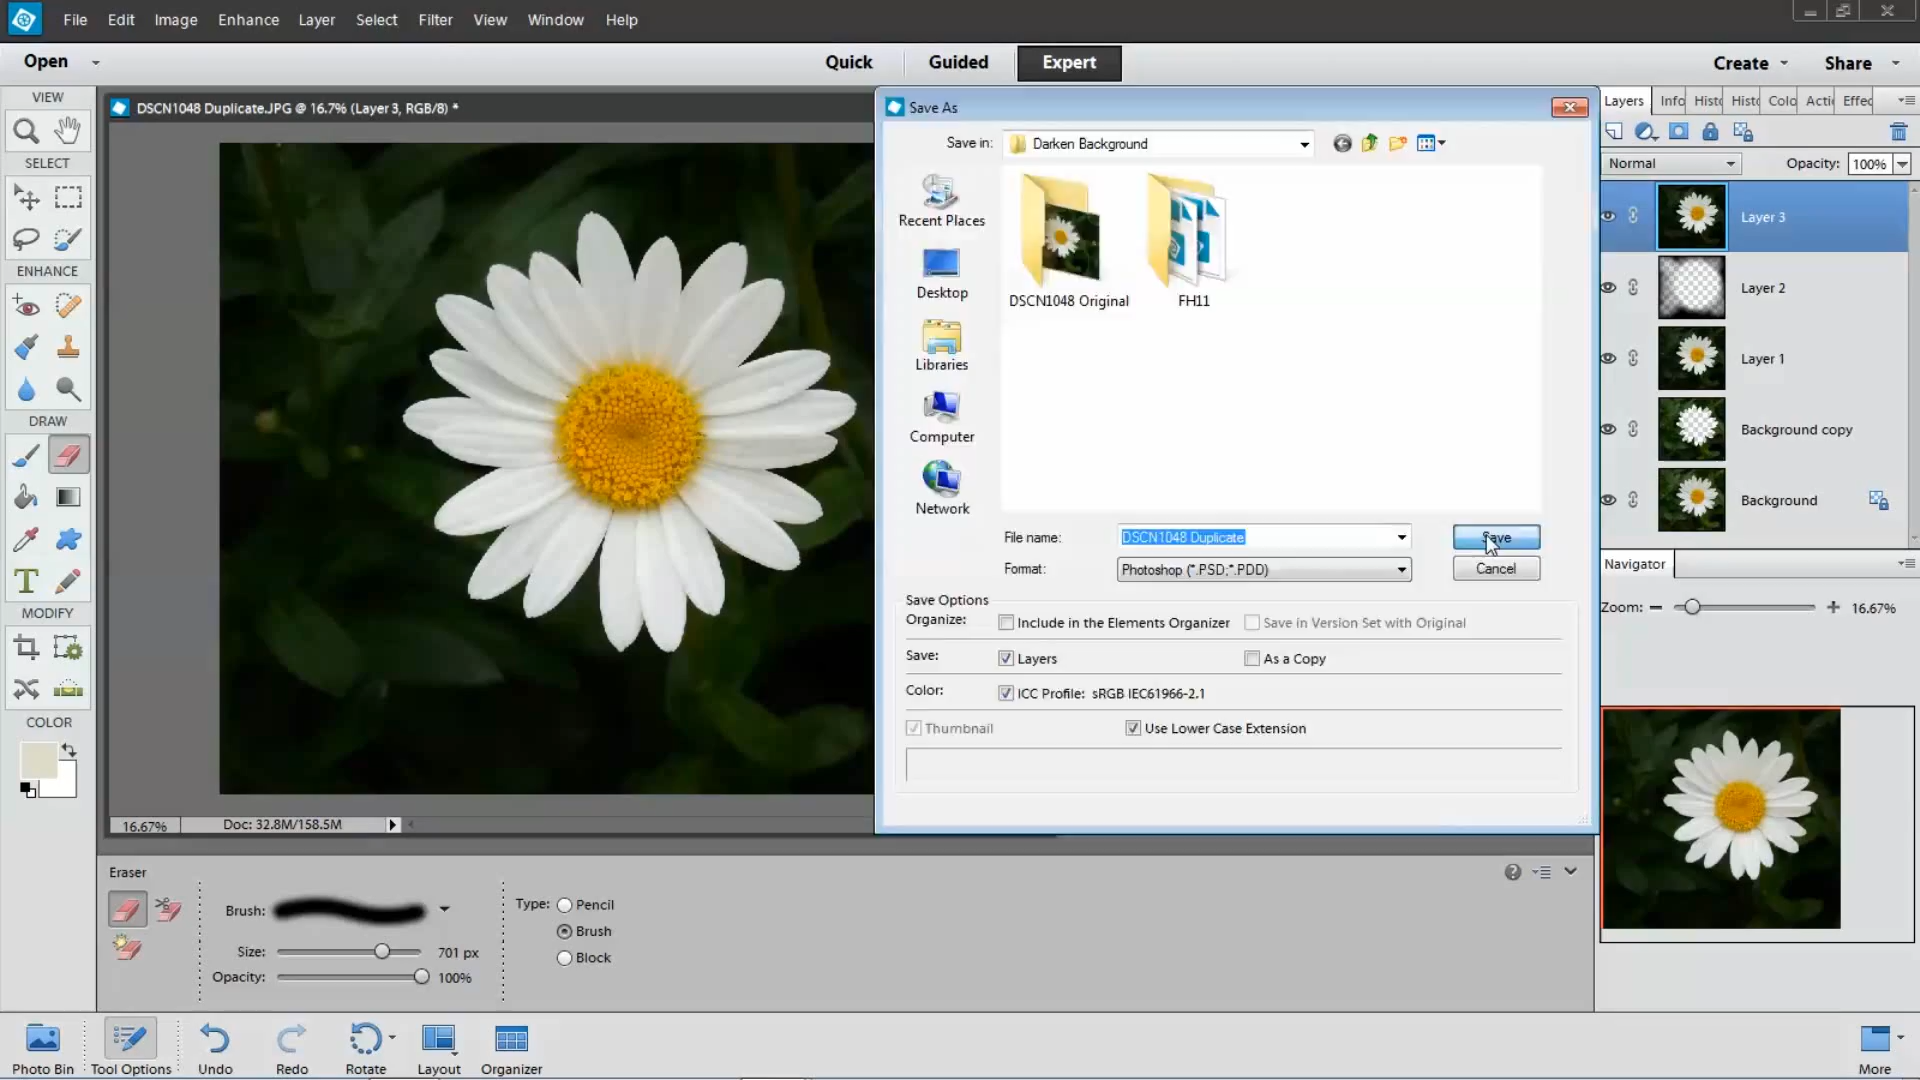 File Edit Image Enhance Layer Select Filter View Window Help
Open Quick Guided Expert Create Share
VIEW
SELECT
ENHANCE
DRAW
MODIFY
COLOR
DSCN1048 Duplicate.JPG @ 16.7% (Layer 3, RGB/8) *
16.67% Doc: 32.8M/158.5M
Save As
Save in: Darken Background
Recent Places
Desktop
Libraries
Computer
Network
DSCN1048 Original FH11
File name: DSCN1048 Duplicate Save
Format: Photoshop (*.PSD;*.PDD) Cancel
Save Options
Organize: Include in the Elements Organizer Save in Version Set with Original
Save: Layers As a Copy
Color: ICC Profile: sRGB IEC61966-2.1
Thumbnail Use Lower Case Extension
Layers Info Histo Histo Colo Acti Effec
Normal Opacity: 100%
Layer 3
Layer 2
Layer 1
Background copy
Background
Navigator
Zoom: 16.67%
Eraser
Brush:
Size: 701 px
Opacity: 100%
Type: Pencil
Brush
Block
Photo Bin Tool Options Undo Redo Rotate Layout Organizer More